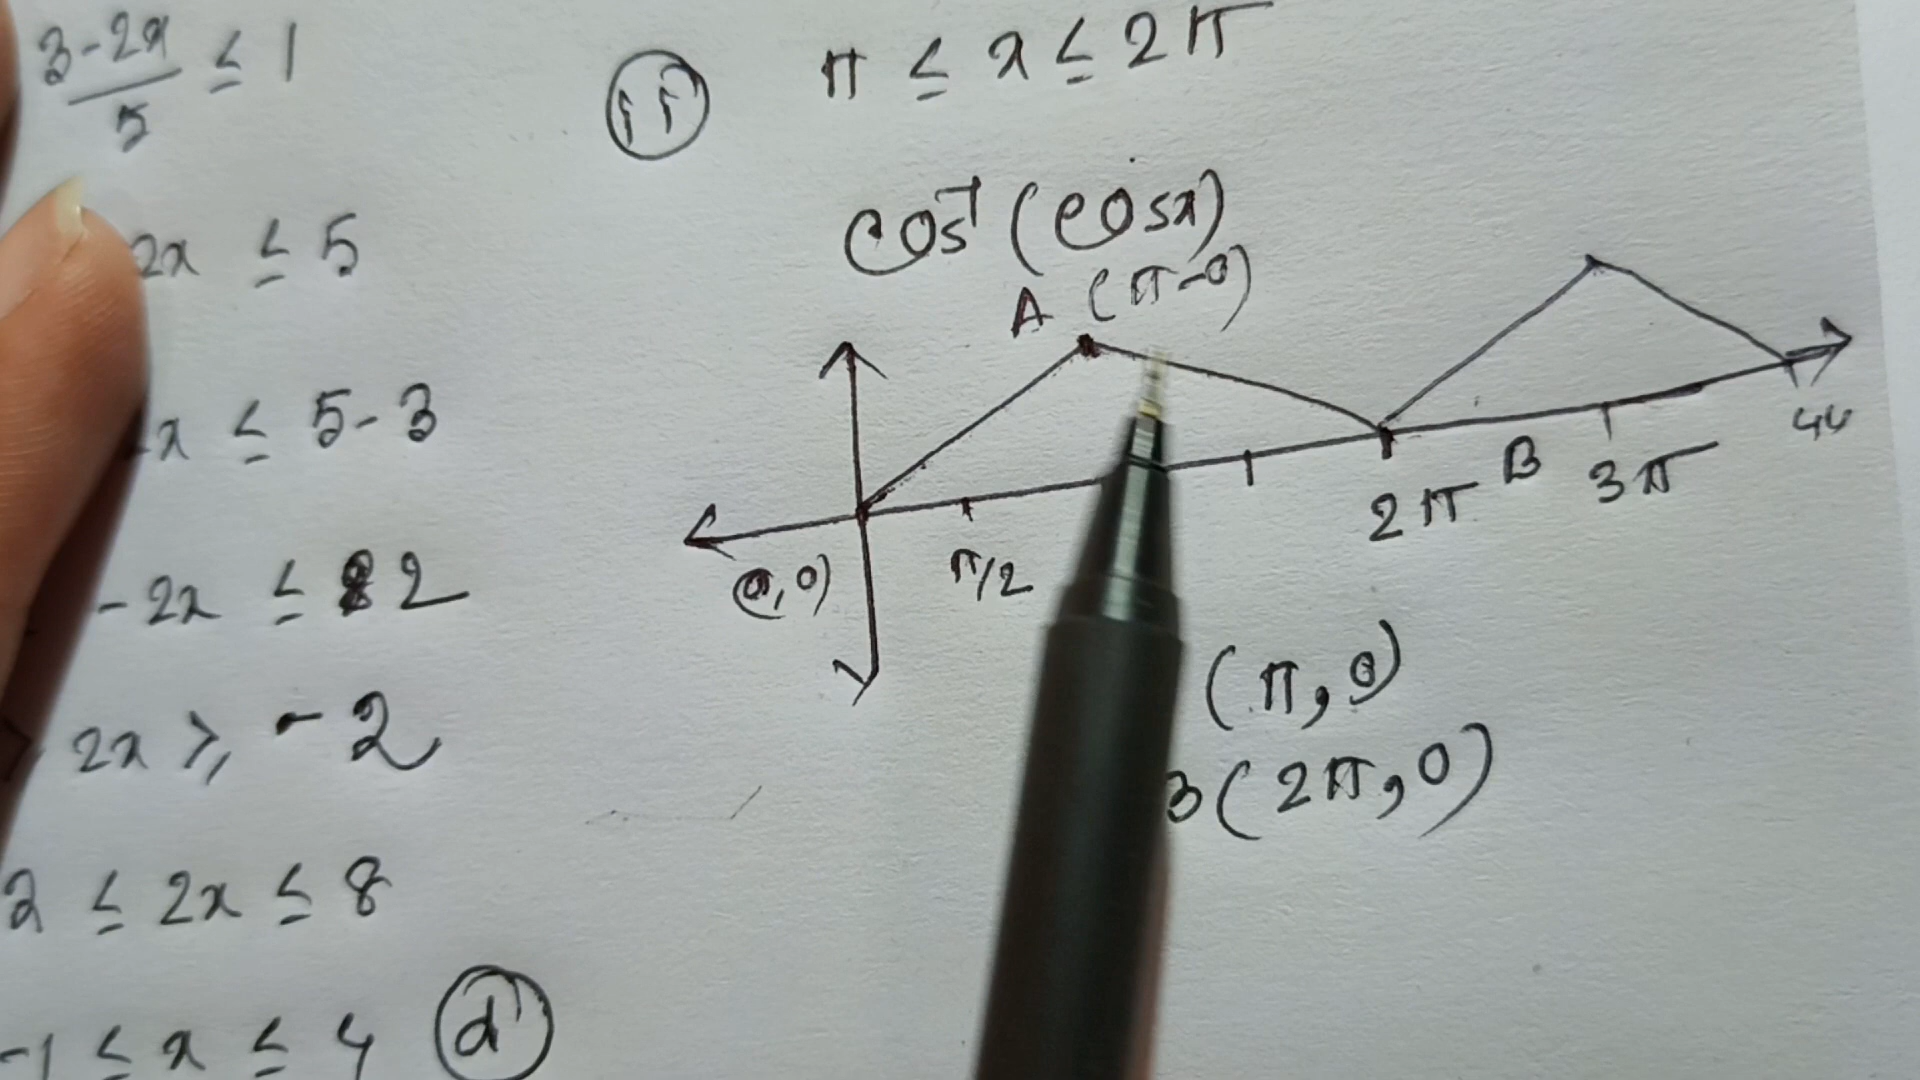 3-2x/5 ≤ 1
2x ≤ 5
x ≤ 5-3
-2x ≤ 2
2x ≥ -2
2 ≤ 2x ≤ 8
-1 ≤ x ≤ 4 (d)
(ii) π ≤ x ≤ 2π
cos⁻¹(cosx)
A (π-0)
(0,0)
π/2
2π B 3π
(π,0)
B(2π,0)